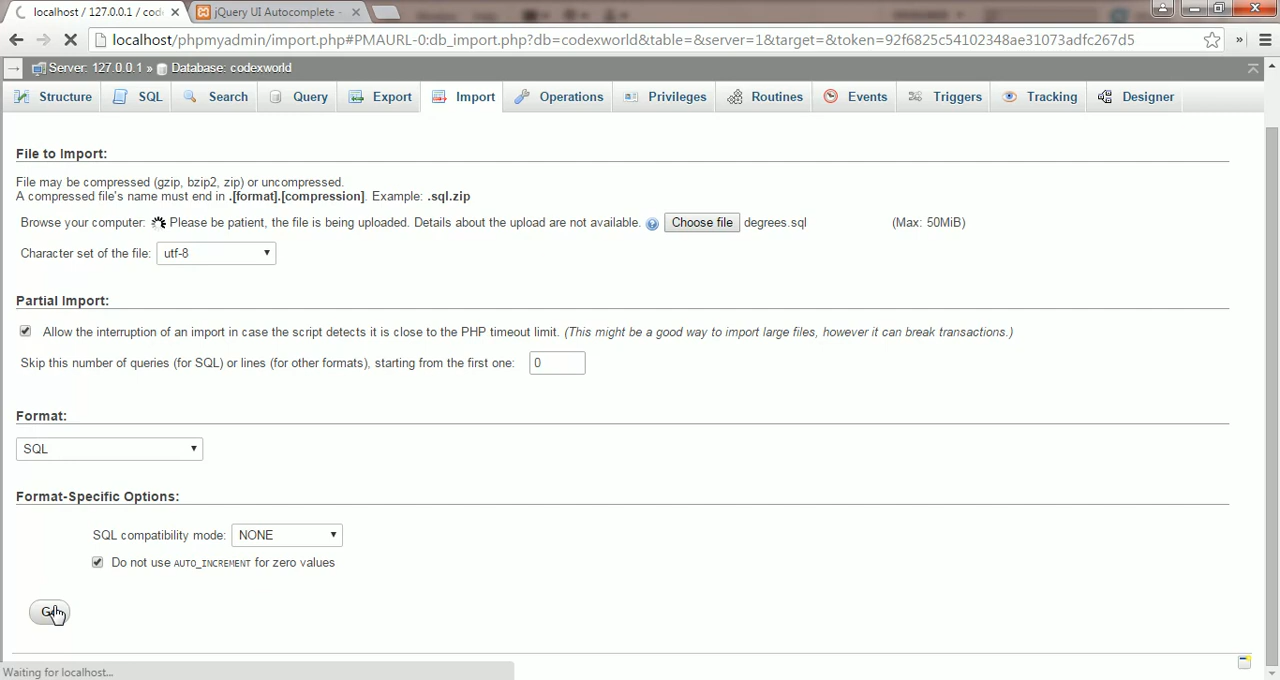 localhost / 127.0.0.1 / cod jQuery UI Autocomplete -
localhost/phpmyadmin/import.php#PMAURL-0:db_import.php?db=codexworld&table=&server=1&target=&token=92f6825c54102348ae31073adfc267d5
Server: 127.0.0.1 » Database: codexworld
Structure SQL Search Query Export Import Operations Privileges Routines Events Triggers Tracking Designer
File to Import:
File may be compressed (gzip, bzip2, zip) or uncompressed.
A compressed file's name must end in .[format].[compression]. Example: .sql.zip
Browse your computer: Please be patient, the file is being uploaded. Details about the upload are not available. Choose file degrees.sql (Max: 50MiB)
Character set of the file: utf-8
Partial Import:
Allow the interruption of an import in case the script detects it is close to the PHP timeout limit. (This might be a good way to import large files, however it can break transactions.)
Skip this number of queries (for SQL) or lines (for other formats), starting from the first one: 0
Format:
SQL
Format-Specific Options:
SQL compatibility mode: NONE
Do not use AUTO_INCREMENT for zero values
Waiting for localhost...